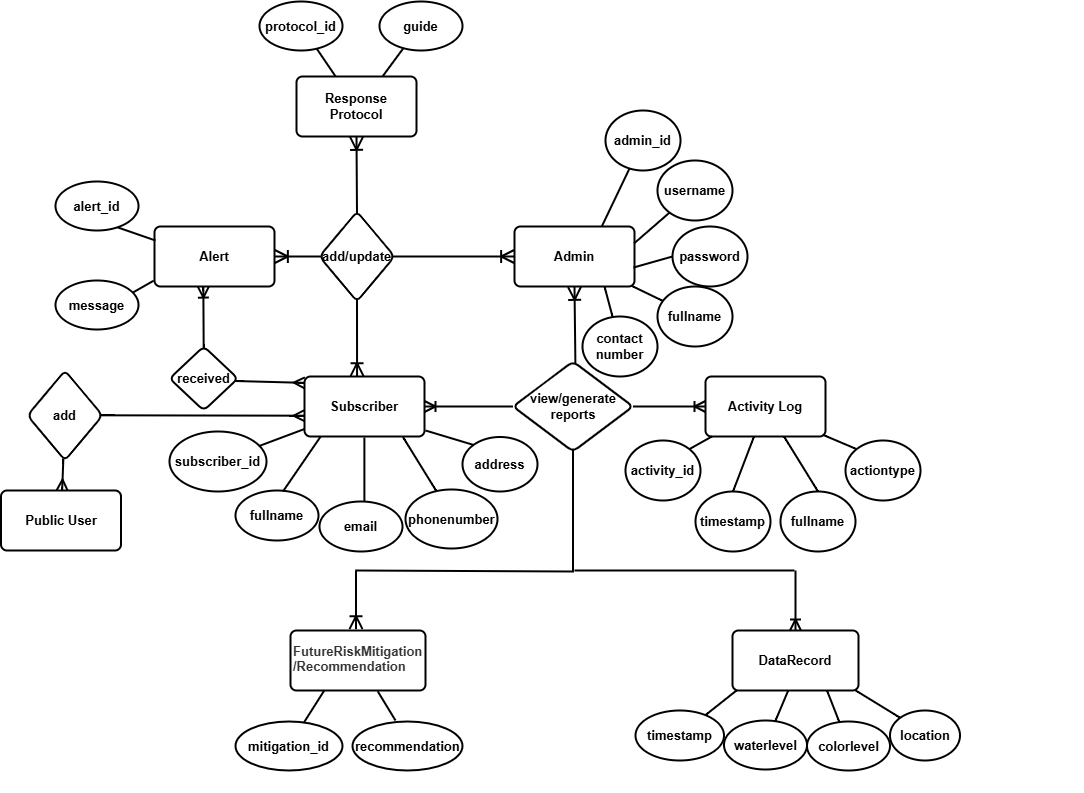 protocol_id
guide
Response
Protocol
admin_id
username
alert_id
Alert
add/update
Admin
password
message
fullname
contact
number
received
add
Subscriber
view/generate
reports
Activity Log
subscriber_id
address
activity_id
actiontype
fullname
email
phonenumber
timestamp
fullname
Public User
FutureRiskMitigation
/Recommendation
DataRecord
mitigation_id
recommendation
timestamp
waterlevel
colorlevel
location